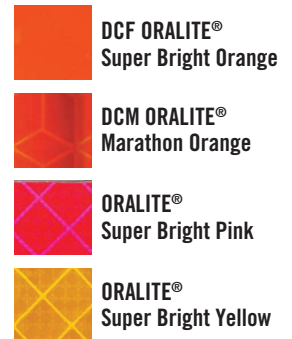 DCF ORALITE®
Super Bright Orange
DCM ORALITE®
Marathon Orange
ORALITE®
Super Bright Pink
ORALITE®
Super Bright Yellow